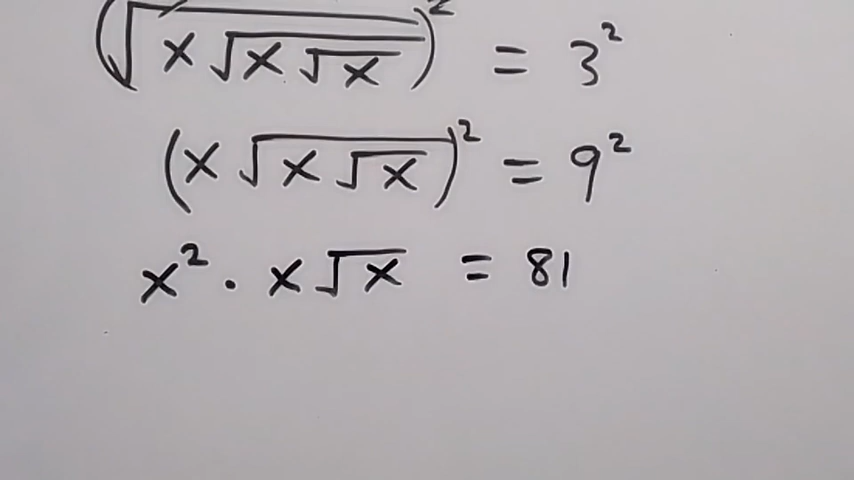 (√(x√(x√x)))² = 3²
(x√(x√x))² = 9²
x² · x√x = 81